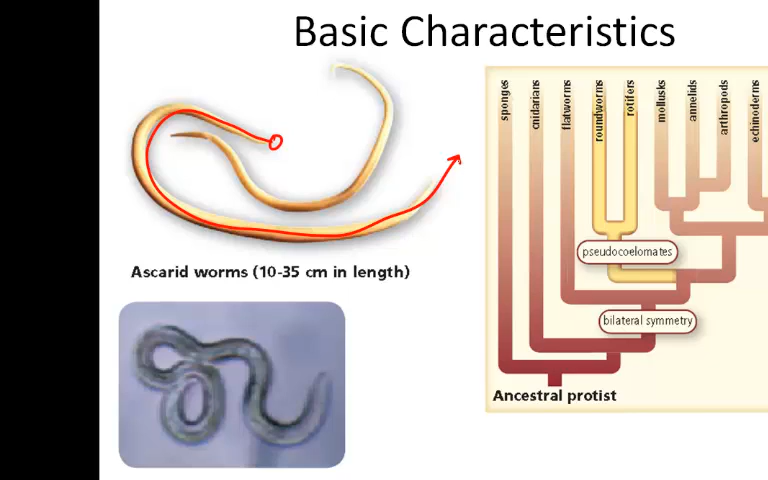 Basic Characteristics
sponges
cnidarians
flatworms
roundworms
rotifers
mollusks
annelids
arthropods
echinoderms
pseudocoelomates
bilateral symmetry
Ancestral protist
Ascarid worms (10-35 cm in length)